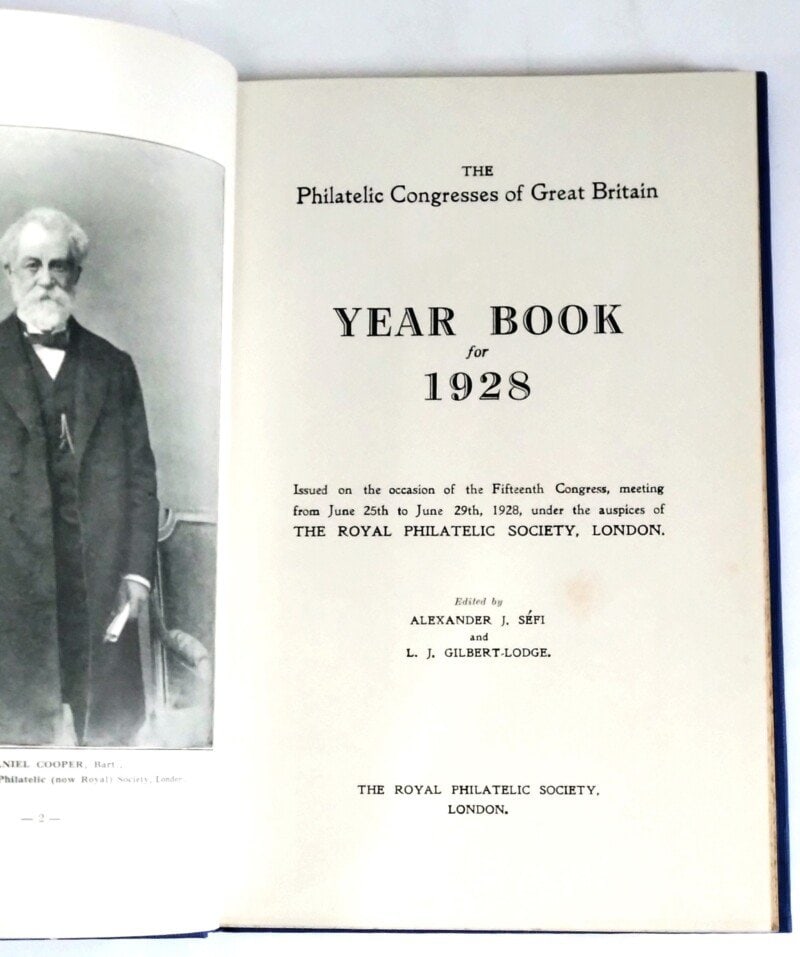 ANIEL COOPER, Bart.,
Philatelic (now Royal) Society, London.
— 2 —
THE
Philatelic Congresses of Great Britain
YEAR BOOK
for
1928
Issued on the occasion of the Fifteenth Congress, meeting
from June 25th to June 29th, 1928, under the auspices of
THE ROYAL PHILATELIC SOCIETY, LONDON.
Edited by
ALEXANDER J. SÉFI
and
L. J. GILBERT-LODGE.
THE ROYAL PHILATELIC SOCIETY,
LONDON.